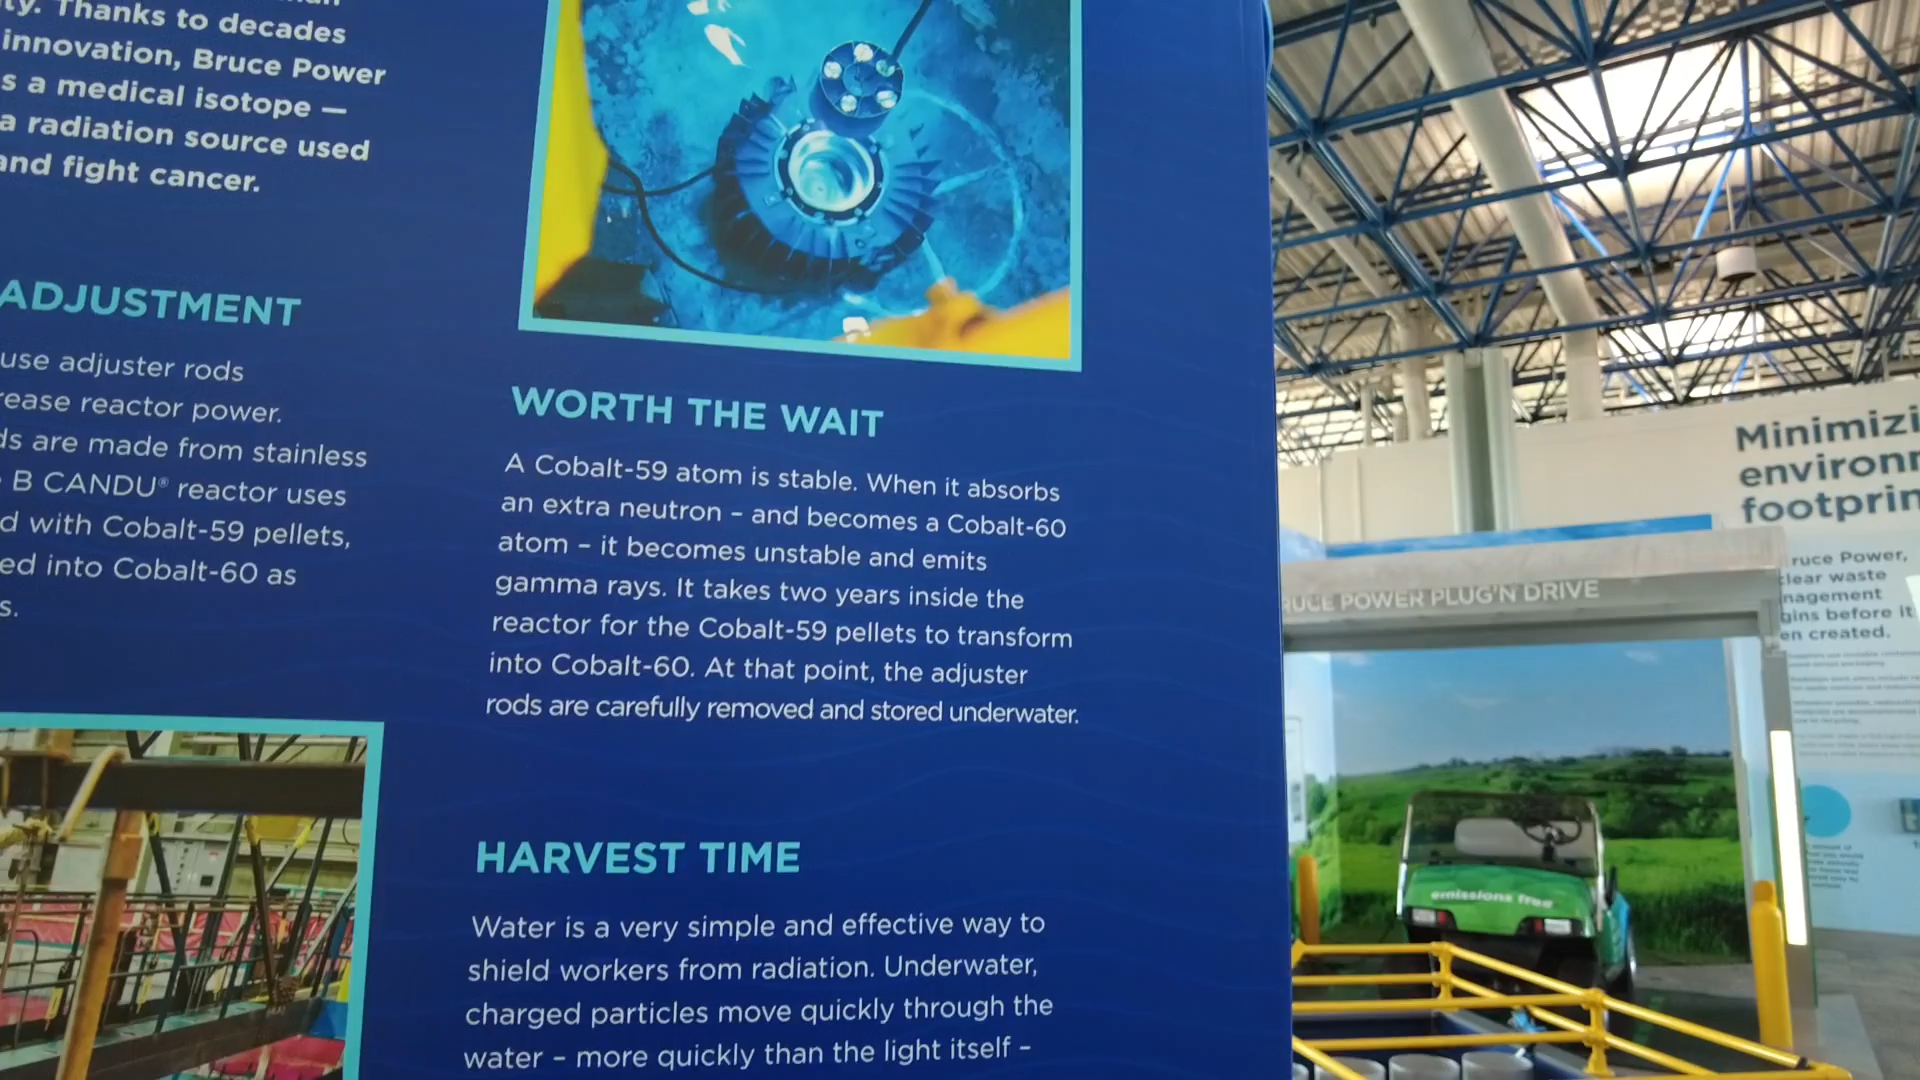 ty. Thanks to decades
innovation, Bruce Power
s a medical isotope —
a radiation source used
and fight cancer.
ADJUSTMENT
use adjuster rods
rease reactor power.
ds are made from stainless
B CANDU® reactor uses
d with Cobalt-59 pellets,
ed into Cobalt-60 as
s.
WORTH THE WAIT
A Cobalt-59 atom is stable. When it absorbs
an extra neutron – and becomes a Cobalt-60
atom – it becomes unstable and emits
gamma rays. It takes two years inside the
reactor for the Cobalt-59 pellets to transform
into Cobalt-60. At that point, the adjuster
rods are carefully removed and stored underwater.
HARVEST TIME
Water is a very simple and effective way to
shield workers from radiation. Underwater,
charged particles move quickly through the
water – more quickly than the light itself –
Minimizi
environn
footprin
ruce Power,
lear waste
nagement
gins before it
en created.
RUCE POWER PLUG'N DRIVE
emissions free